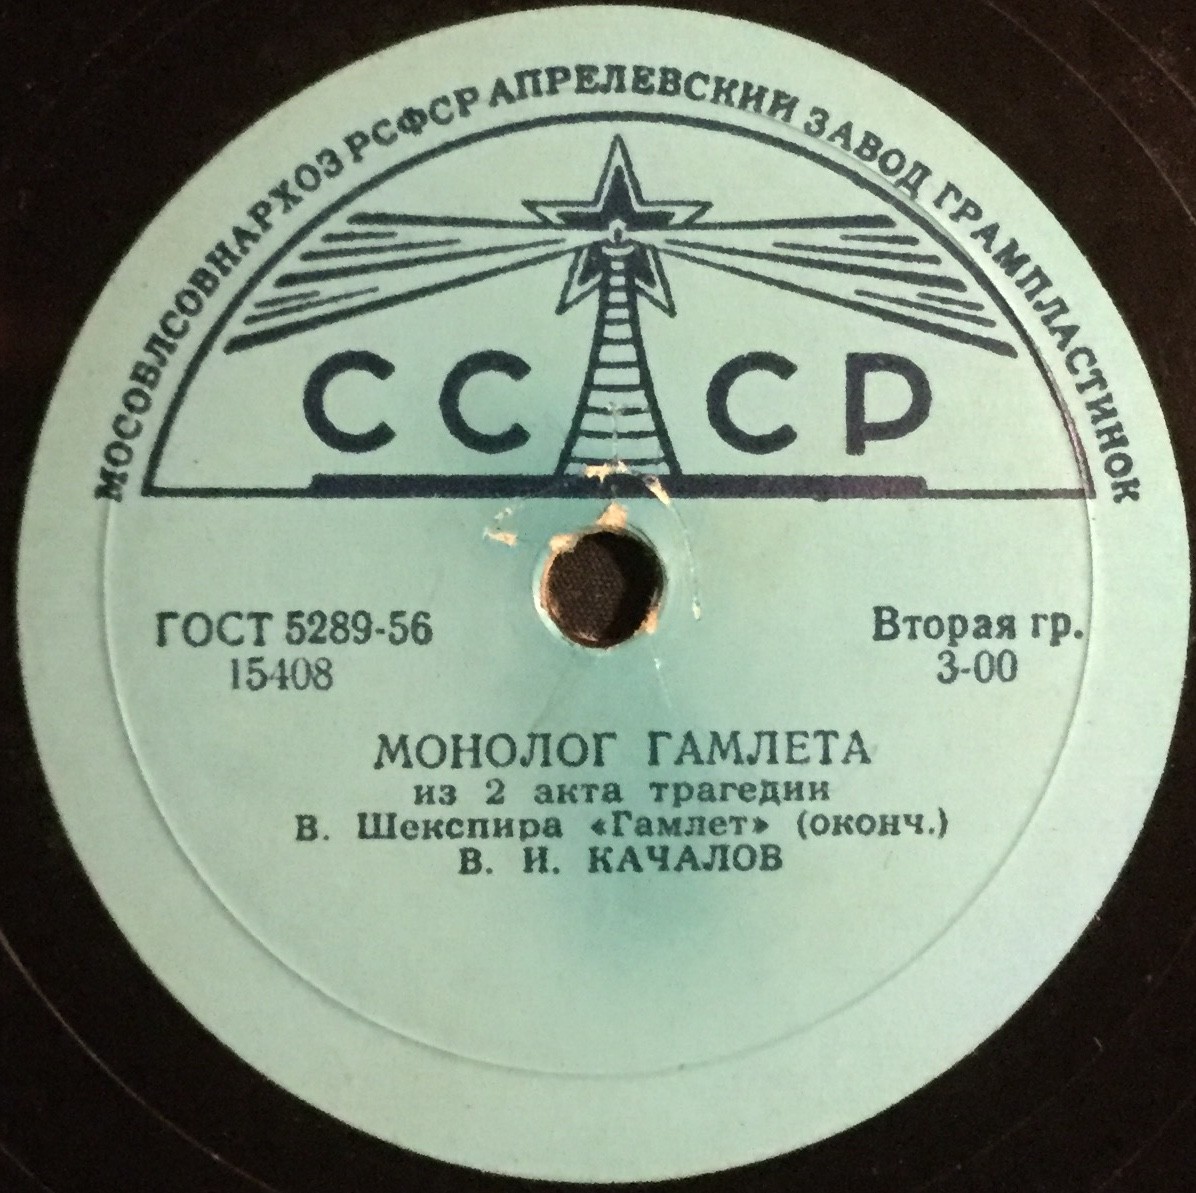 МОСОВЛСОВНАРХОЗ РСФСР АПРЕЛЕВСКИЙ ЗАВОД ГРАМПЛАСТИНОК
СССР
ГОСТ 5289-56
15408
Вторая гр.
3-00
МОНОЛОГ ГАМЛЕТА
из 2 акта трагедии
В. Шекспира «Гамлет» (оконч.)
В. И. КАЧАЛОВ